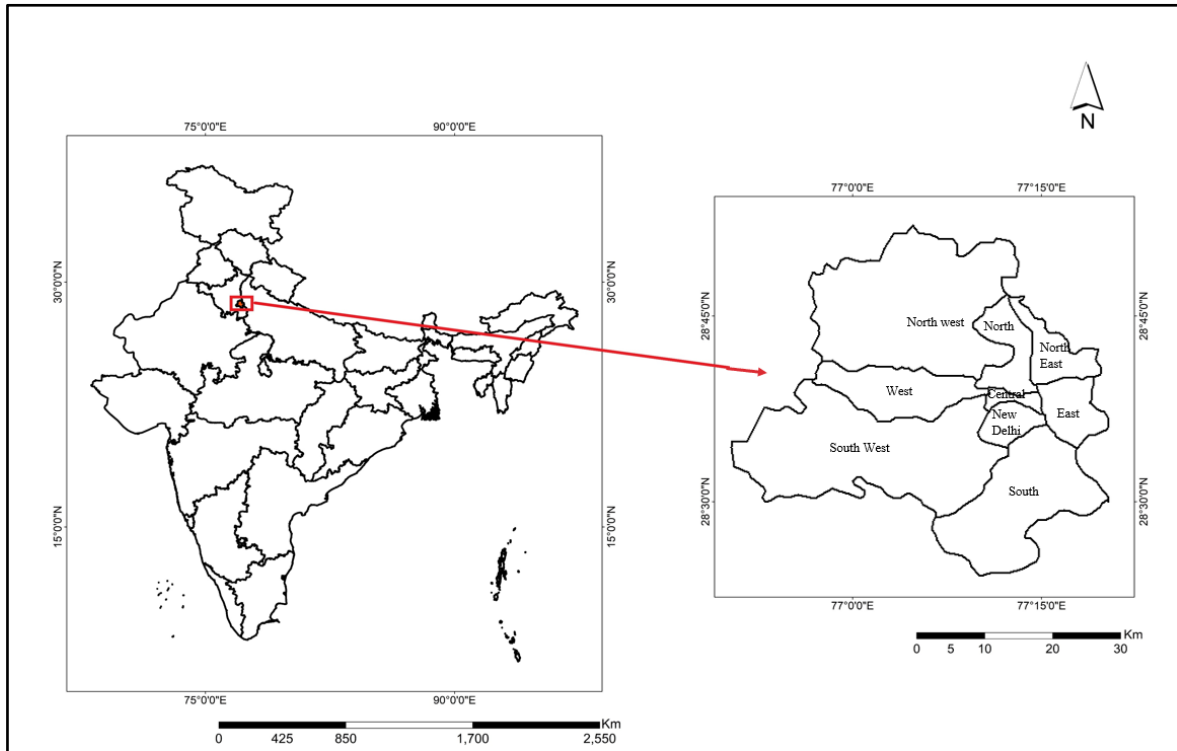 N
75°0'0"E
90°0'0"E
30°0'0"N
30°0'0"N
15°0'0"N
15°0'0"N
75°0'0"E
90°0'0"E
Km
0 425 850 1,700 2,550
77°0'0"E
77°15'0"E
28°45'0"N
28°45'0"N
North west
North
North
East
West
Central
New
Delhi
East
South West
South
28°30'0"N
28°30'0"N
77°0'0"E
77°15'0"E
Km
0 5 10 20 30